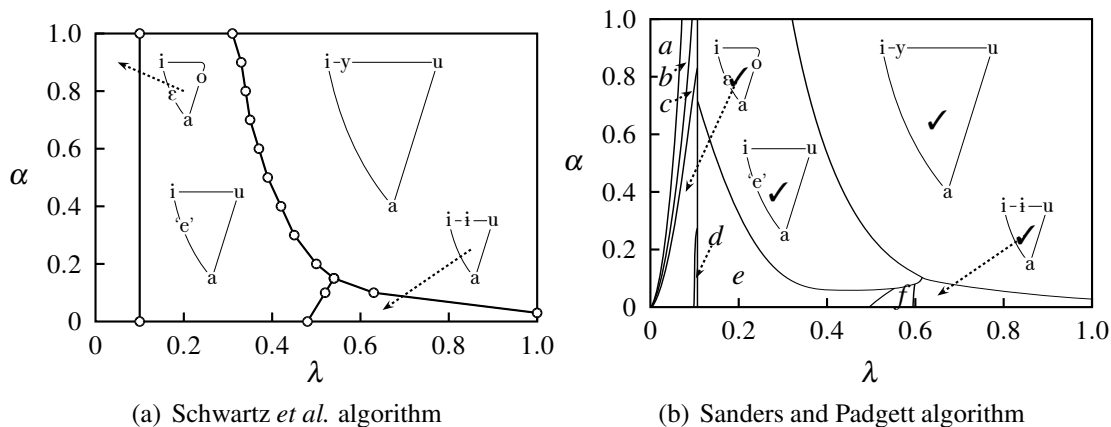 1.0
0.8
0.6
α
0.4
0.2
0
i
o
ε
a
i y u
a
i u
'e'
a
i ɨ u
a
0 0.2 0.4 0.6 0.8 1.0
λ
(a) Schwartz et al. algorithm
1.0
0.8
0.6
α
0.4
0.2
0
a
b
c
d
e
f
i
o
ε
✓
a
i y u
✓
a
i u
'e' ✓
a
i ɨ u
✓
a
0 0.2 0.4 0.6 0.8 1.0
λ
(b) Sanders and Padgett algorithm